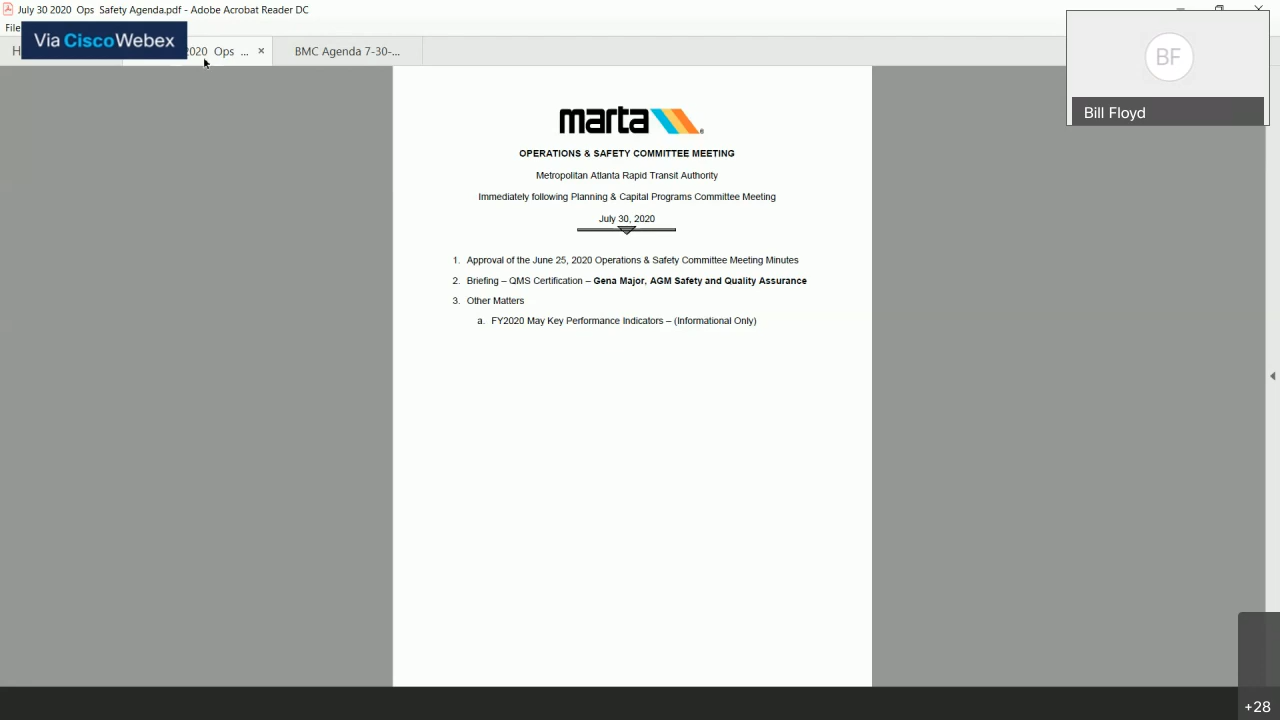 July 30 2020 Ops Safety Agenda.pdf - Adobe Acrobat Reader DC
File
Via Cisco Webex
H
2020 Ops ... ×
BMC Agenda 7-30-...
BF
Bill Floyd
marta
OPERATIONS & SAFETY COMMITTEE MEETING
Metropolitan Atlanta Rapid Transit Authority
Immediately following Planning & Capital Programs Committee Meeting
July 30, 2020
1. Approval of the June 25, 2020 Operations & Safety Committee Meeting Minutes
2. Briefing – QMS Certification – Gena Major, AGM Safety and Quality Assurance
3. Other Matters
a. FY2020 May Key Performance Indicators – (Informational Only)
+28